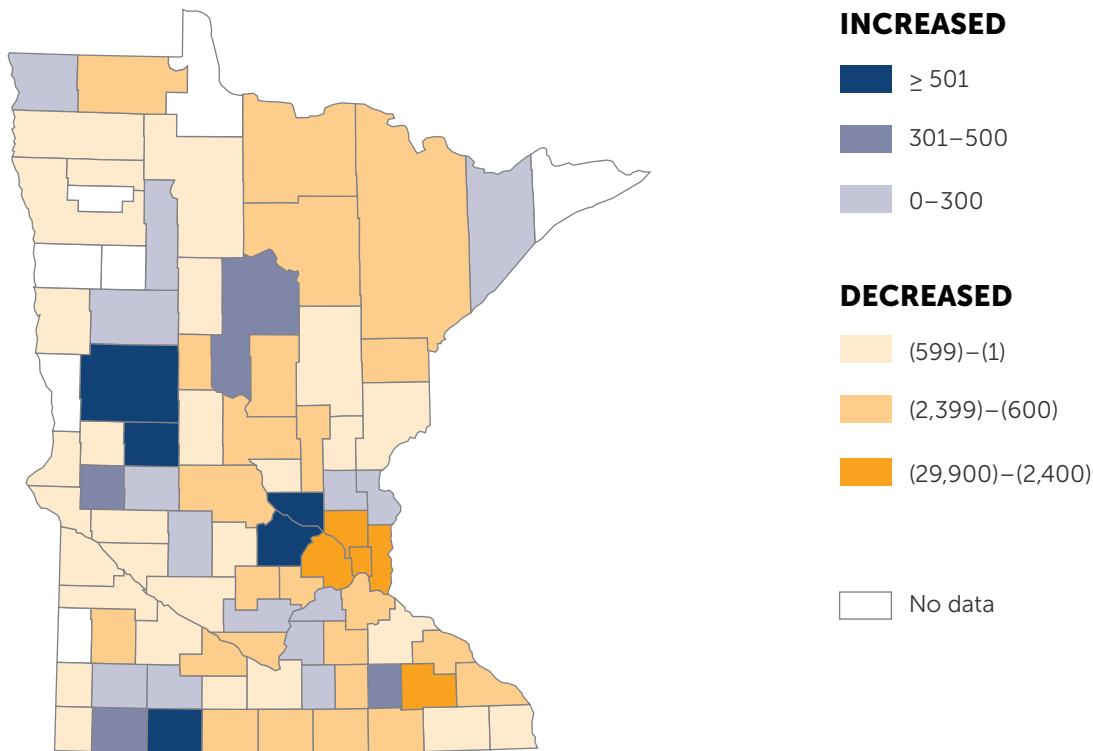 INCREASED
≥ 501
301–500
0–300
DECREASED
(599)–(1)
(2,399)–(600)
(29,900)–(2,400)
No data